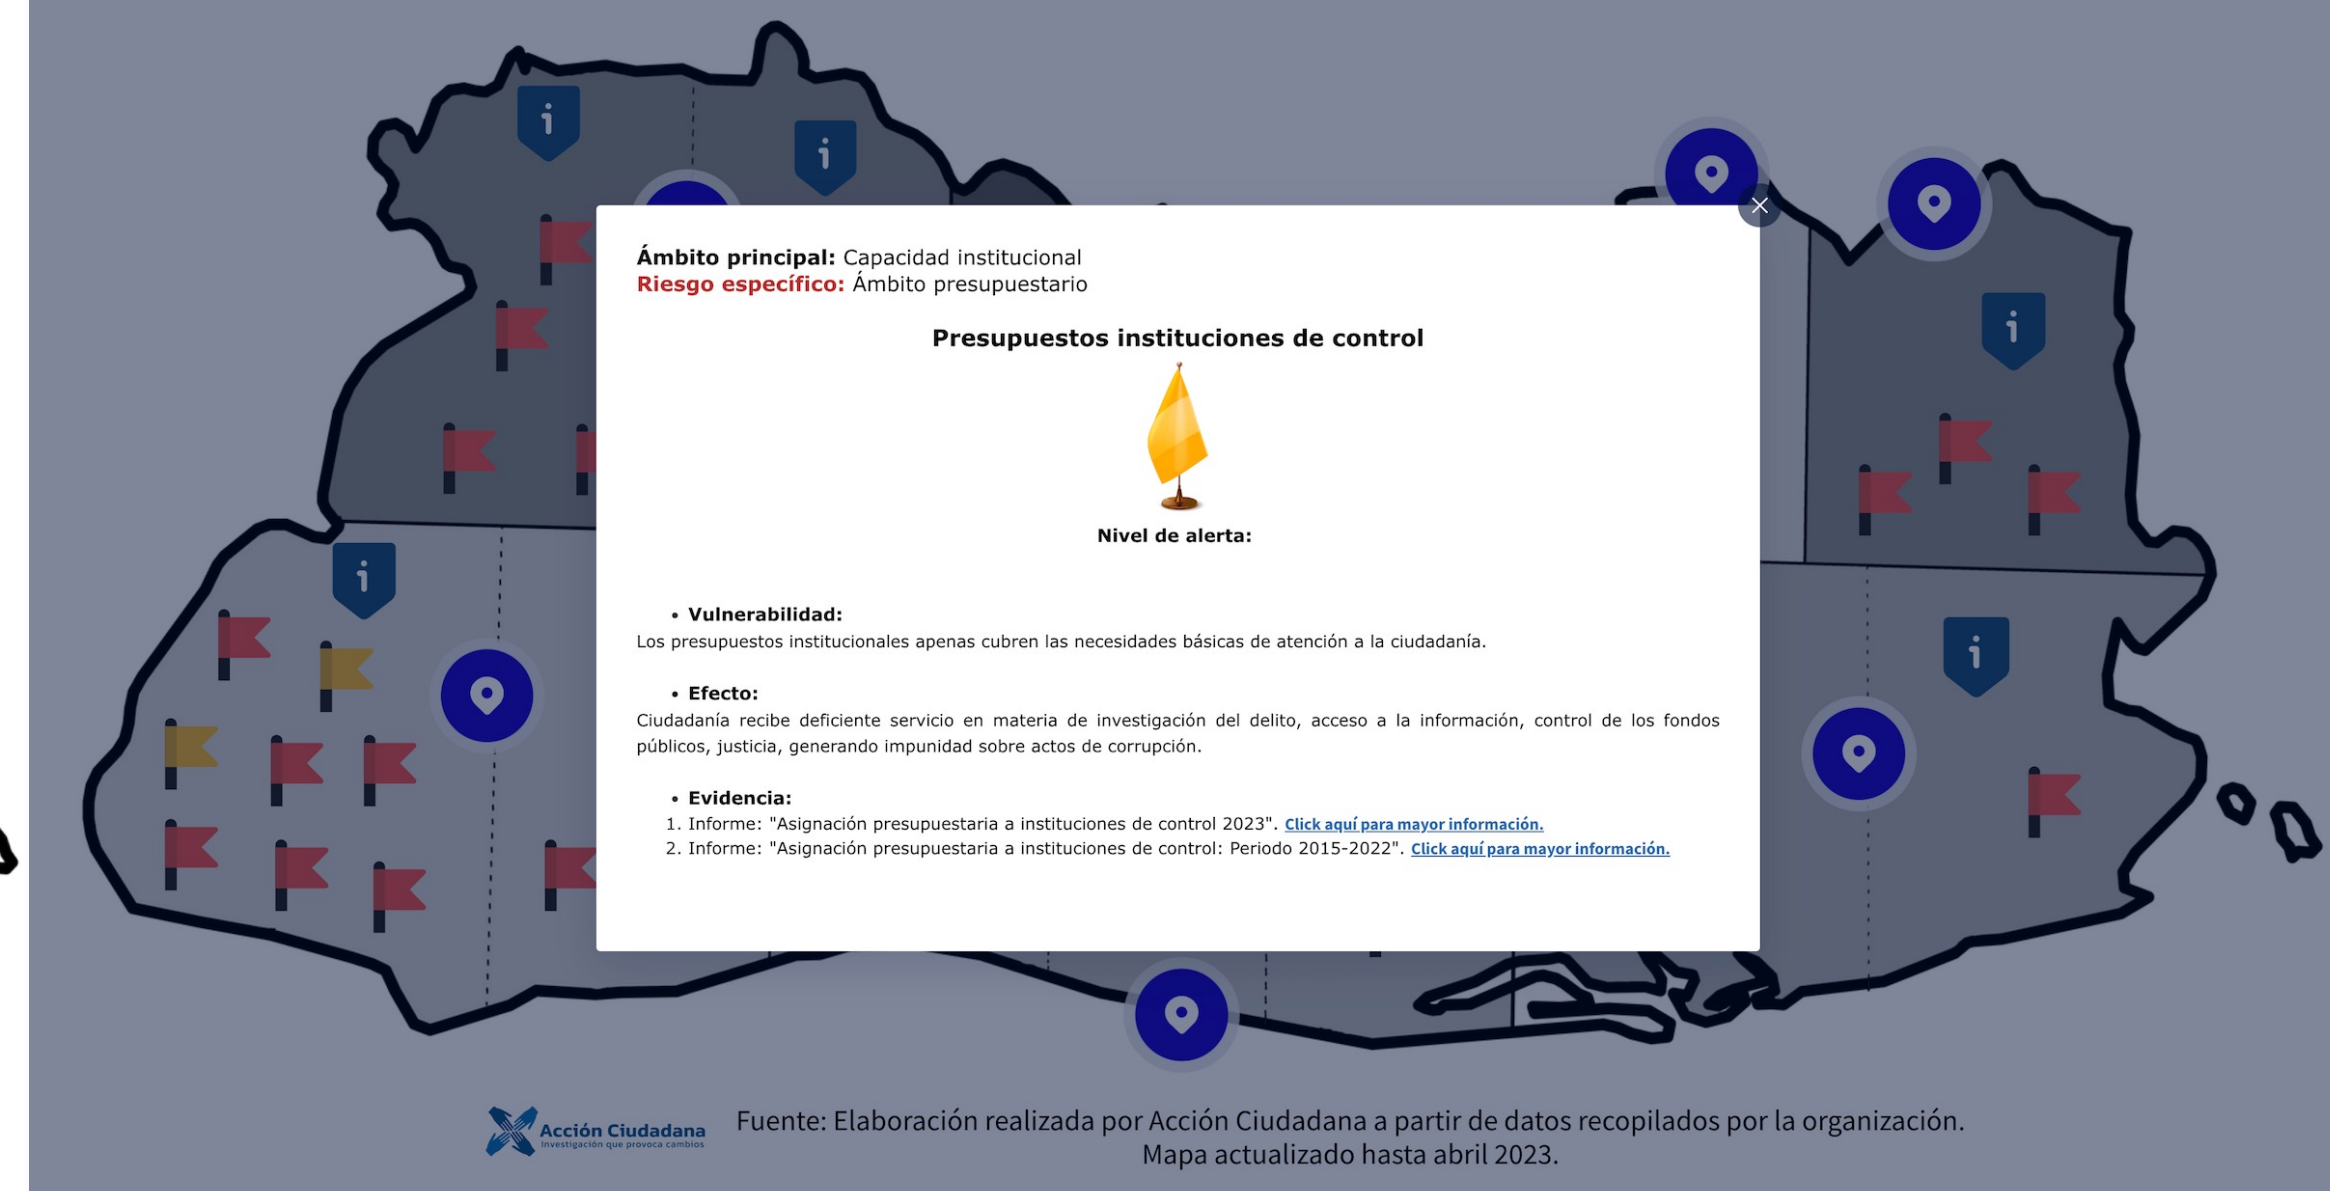 Ámbito principal: Capacidad institucional
Riesgo específico: Ámbito presupuestario
Presupuestos instituciones de control
Nivel de alerta:
• Vulnerabilidad:
Los presupuestos institucionales apenas cubren las necesidades básicas de atención a la ciudadanía.
• Efecto:
Ciudadanía recibe deficiente servicio en materia de investigación del delito, acceso a la información, control de los fondos
públicos, justicia, generando impunidad sobre actos de corrupción.
• Evidencia:
1. Informe: "Asignación presupuestaria a instituciones de control 2023". Click aquí para mayor información.
2. Informe: "Asignación presupuestaria a instituciones de control: Periodo 2015-2022". Click aquí para mayor información.
Acción Ciudadana
Investigación que provoca cambios
Fuente: Elaboración realizada por Acción Ciudadana a partir de datos recopilados por la organización.
Mapa actualizado hasta abril 2023.